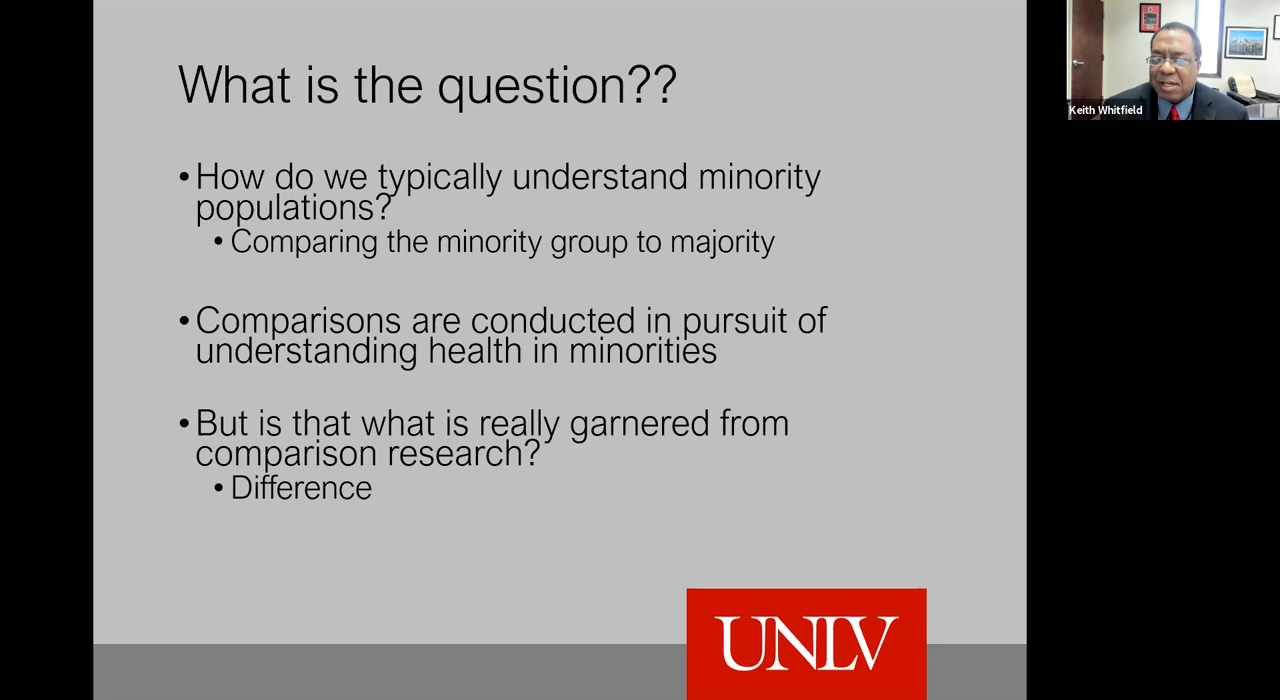 What is the question??
• How do we typically understand minority
populations?
• Comparing the minority group to majority
• Comparisons are conducted in pursuit of
understanding health in minorities
• But is that what is really garnered from
comparison research?
• Difference
UNLV
Keith Whitfield